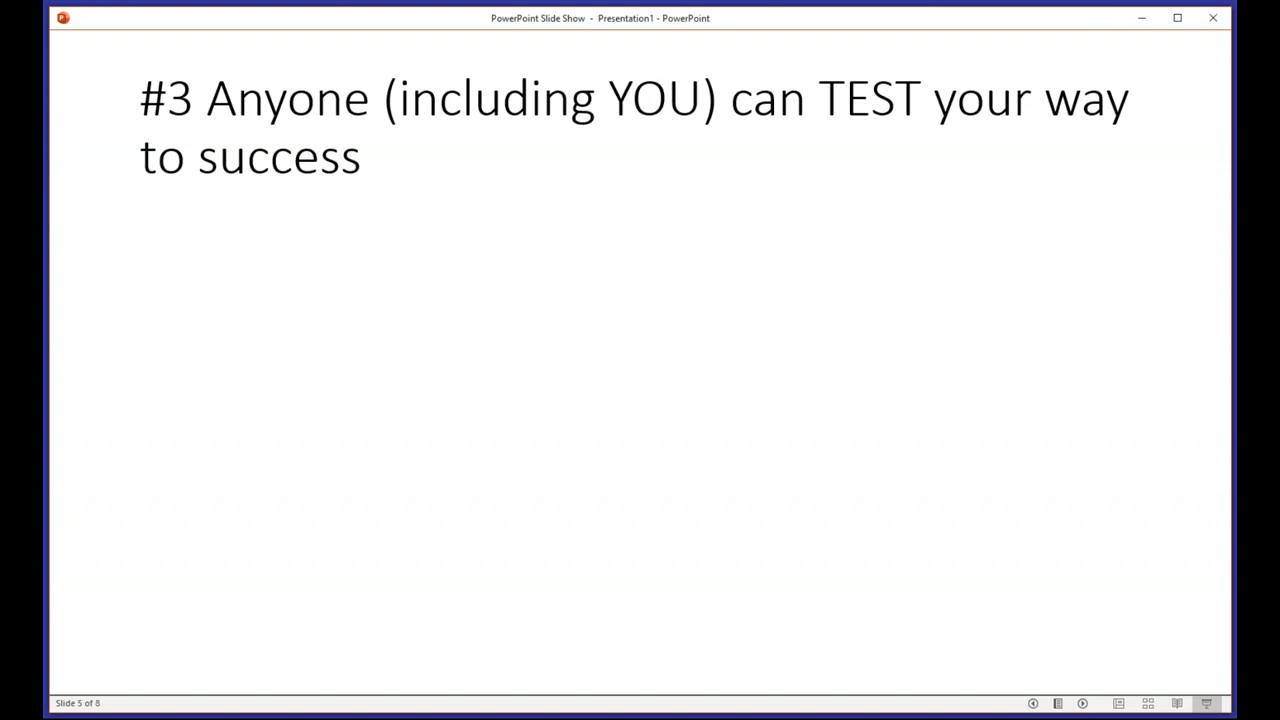 PowerPoint Slide Show - Presentation1 - PowerPoint
#3 Anyone (including YOU) can TEST your way
to success
Slide 5 of 8